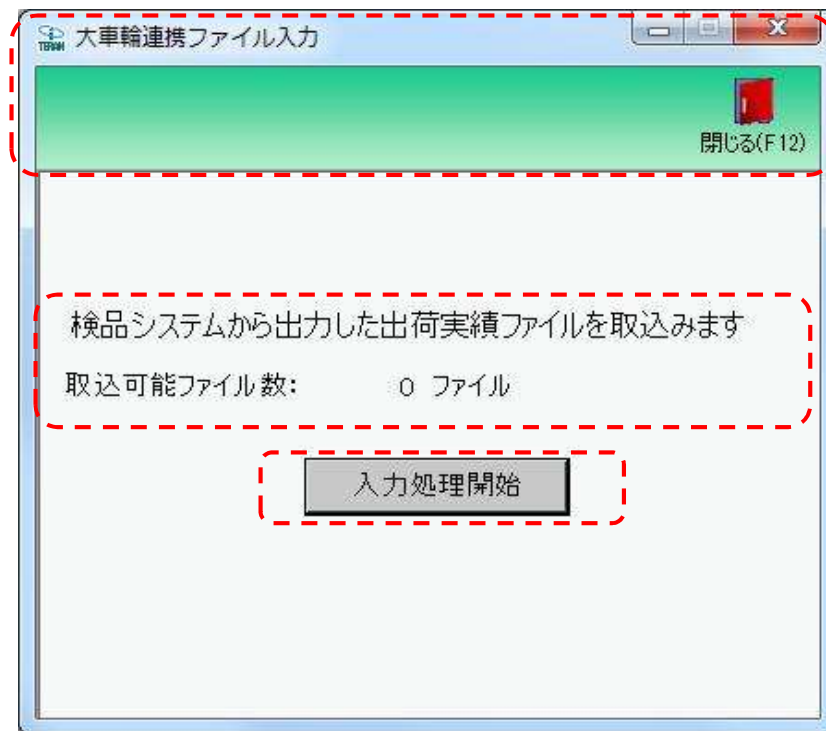 TERAN
大車輪連携ファイル入力
閉じる(F12)
検品システムから出力した出荷実績ファイルを取込みます
取込可能ファイル数: 0 ファイル
入力処理開始